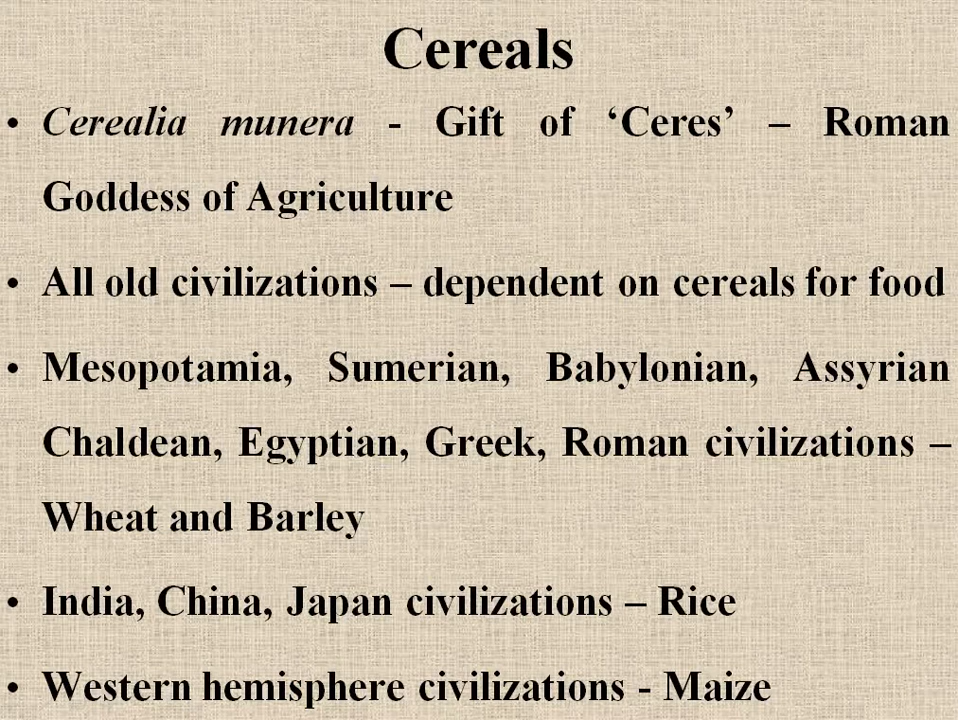 Cereals
• Cerealia munera - Gift of ‘Ceres’ – Roman
Goddess of Agriculture
• All old civilizations – dependent on cereals for food
• Mesopotamia, Sumerian, Babylonian, Assyrian
Chaldean, Egyptian, Greek, Roman civilizations –
Wheat and Barley
• India, China, Japan civilizations – Rice
• Western hemisphere civilizations - Maize